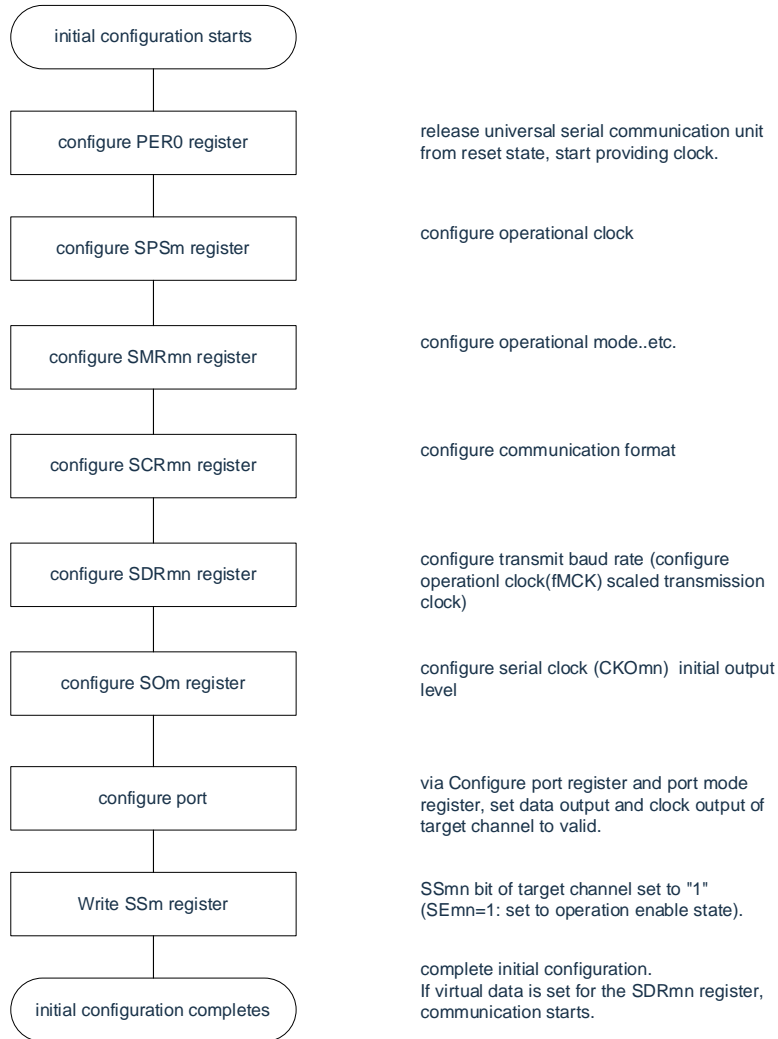 initial configuration starts
configure PER0 register
release universal serial communication unit
from reset state, start providing clock.
configure SPSm register
configure operational clock
configure SMRmn register
configure operational mode..etc.
configure SCRmn register
configure communication format
configure SDRmn register
configure transmit baud rate (configure
operationl clock(fMCK) scaled transmission
clock)
configure SOm register
configure serial clock (CKOmn)  initial output
level
configure port
via Configure port register and port mode
register, set data output and clock output of
target channel to valid.
Write SSm register
SSmn bit of target channel set to "1"
(SEmn=1: set to operation enable state).
initial configuration completes
complete initial configuration.
If virtual data is set for the SDRmn register,
communication starts.